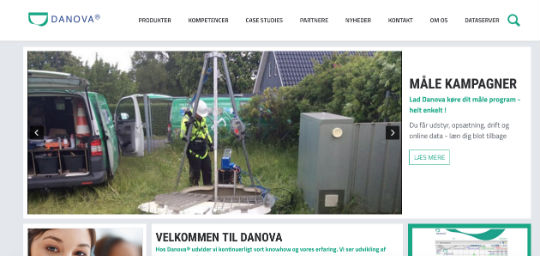 DANOVA®
PRODUKTER KOMPETENCER CASE STUDIES PARTNERE NYHEDER KONTAKT OM OS DATASERVER
MÅLE KAMPAGNER
Lad Danova køre dit måle program -
helt enkelt !
Du får udstyr, opsætning, drift og
online data - læn dig blot tilbage
LÆS MERE
VELKOMMEN TIL DANOVA
Hos Danova® udvider vi kontinuerligt sort knowhow og vores erfaring. Vi ser udvikling af